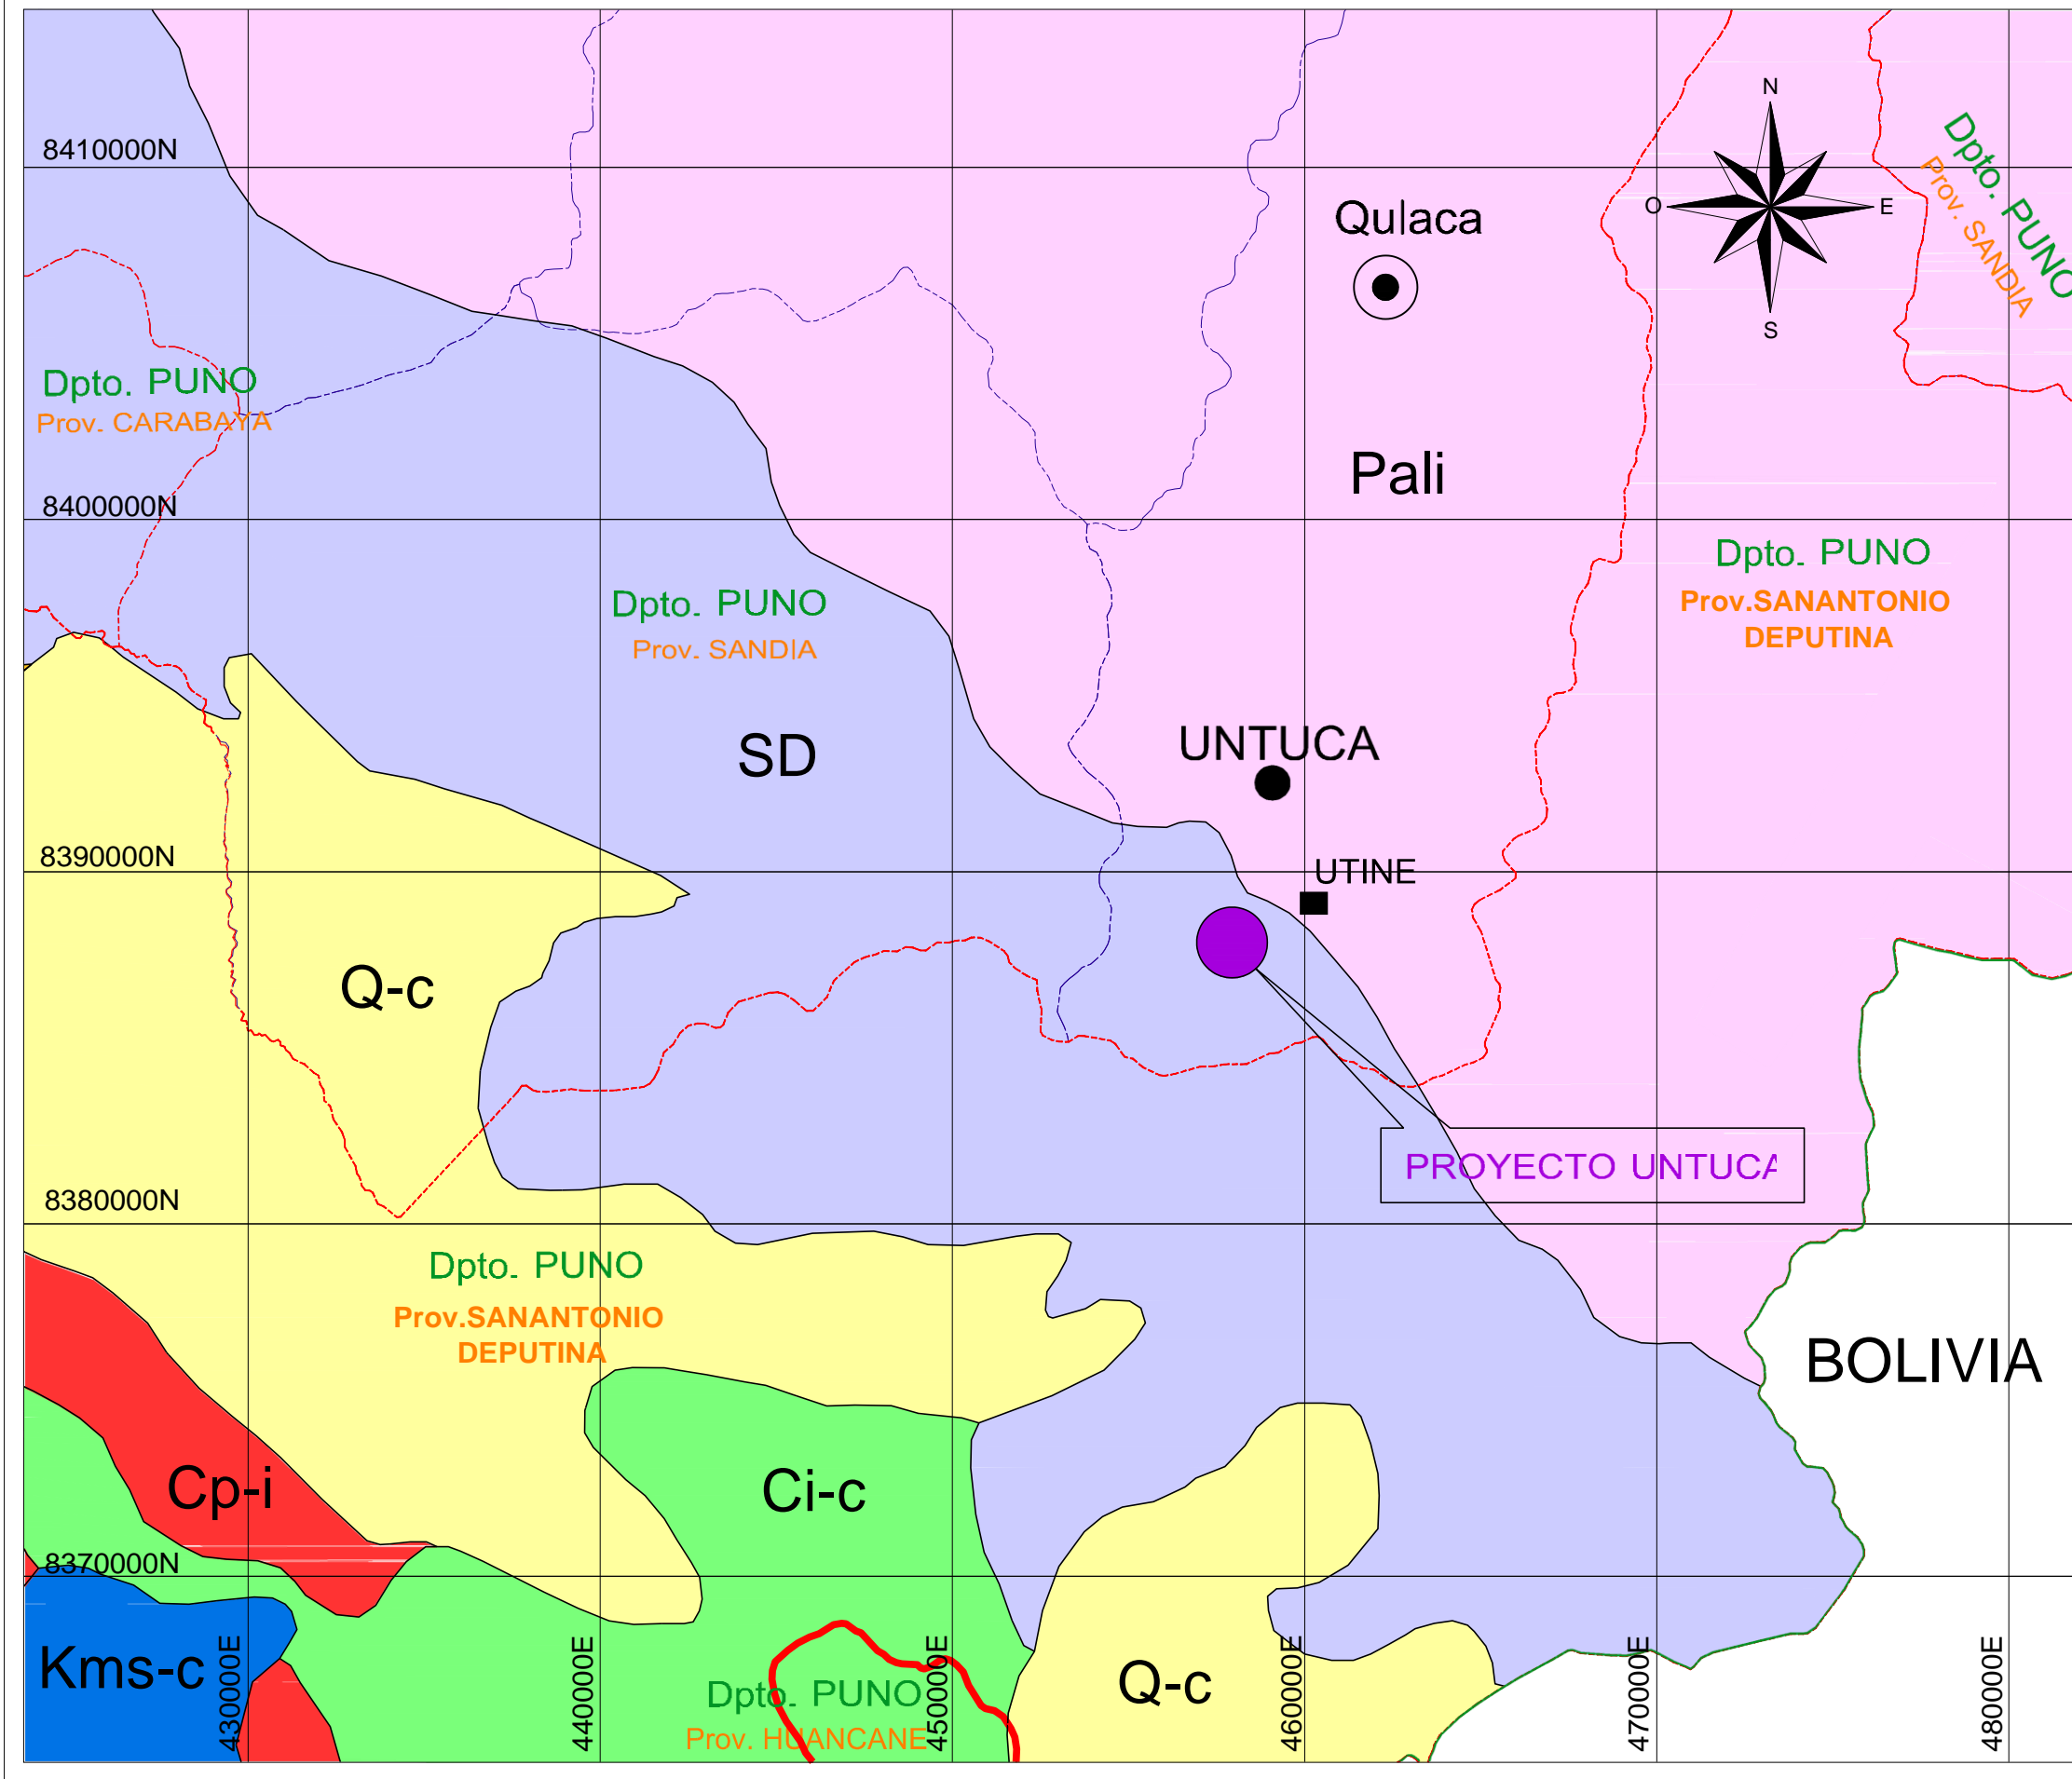 N
8410000N
Dpto. PUNO
Prov. SANDIA
O
E
Qulaca
S
Dpto. PUNO
Prov. CARABAYA
Pali
8400000N
Dpto. PUNO
Prov.SANANTONIO
DEPUTINA
Dpto. PUNO
Prov. SANDIA
SD
UNTUCA
8390000N
UTINE
Q-c
PROYECTO UNTUCA
8380000N
Dpto. PUNO
Prov.SANANTONIO
DEPUTINA
BOLIVIA
Cp-i
Ci-c
8370000N
Kms-c
Q-c
Dpto. PUNO
Prov. HUANCANE
430000E
440000E
450000E
460000E
470000E
480000E